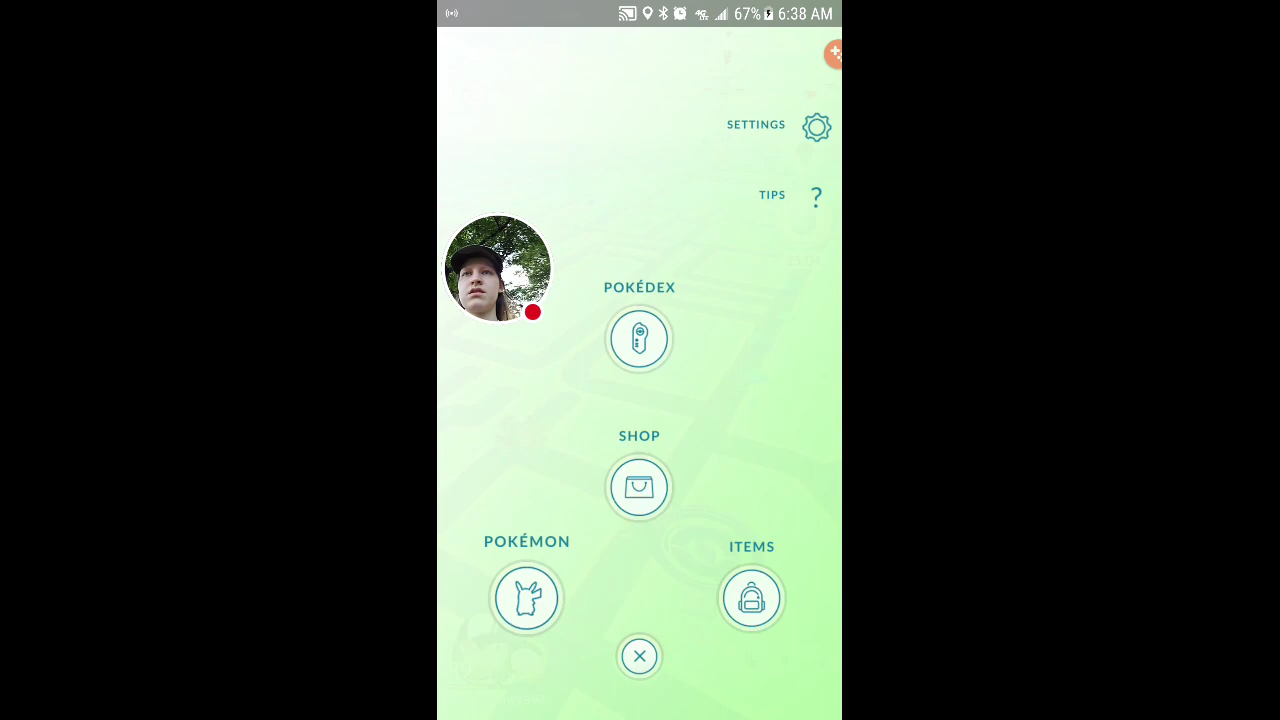 67% 6:38 AM
SETTINGS
TIPS ?
POKÉDEX
SHOP
POKÉMON
ITEMS